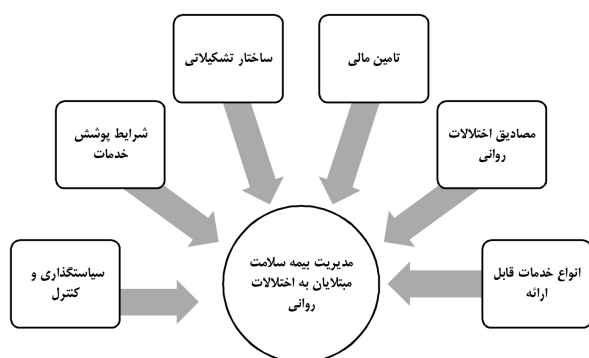 ساختار تشکیلاتی
تامین مالی
شرایط پوشش
خدمات
مصادیق اختلالات
روانی
سیاستگذاری و
کنترل
مدیریت بیمه سلامت
مبتلایان به اختلالات
روانی
انواع خدمات قابل
ارائه